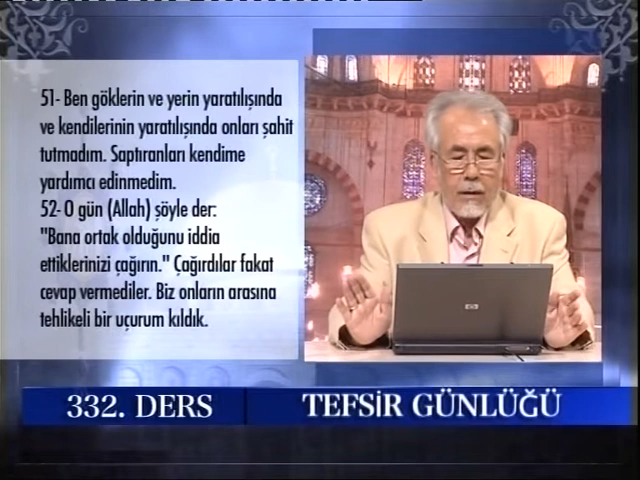 51- Ben göklerin ve yerin yaratılışında
ve kendilerinin yaratılışında onları şahit
tutmadım. Saptıranları kendime
yardımcı edinmedim.
52- O gün (Allah) şöyle der:
"Bana ortak olduğunu iddia
ettiklerinizi çağırın." Çağırdılar fakat
cevap vermediler. Biz onların arasına
tehlikeli bir uçurum kıldık.
hp
332. DERS
TEFSİR GÜNLÜĞÜ